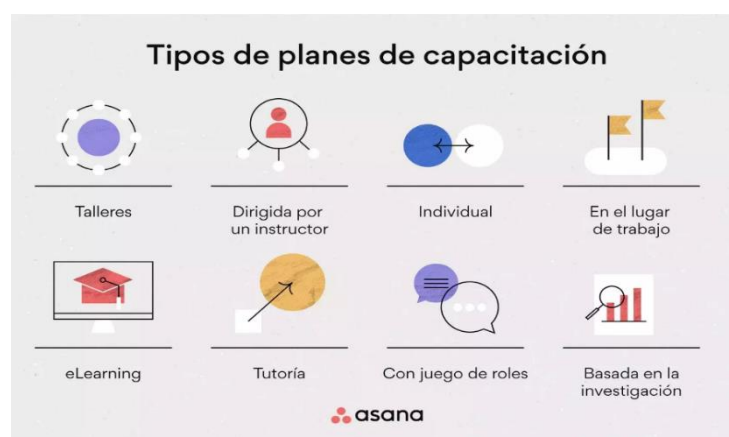 Tipos de planes de capacitación
Talleres
Dirigida por
un instructor
Individual
En el lugar
de trabajo
eLearning
Tutoría
Con juego de roles
Basada en la
investigación
asana